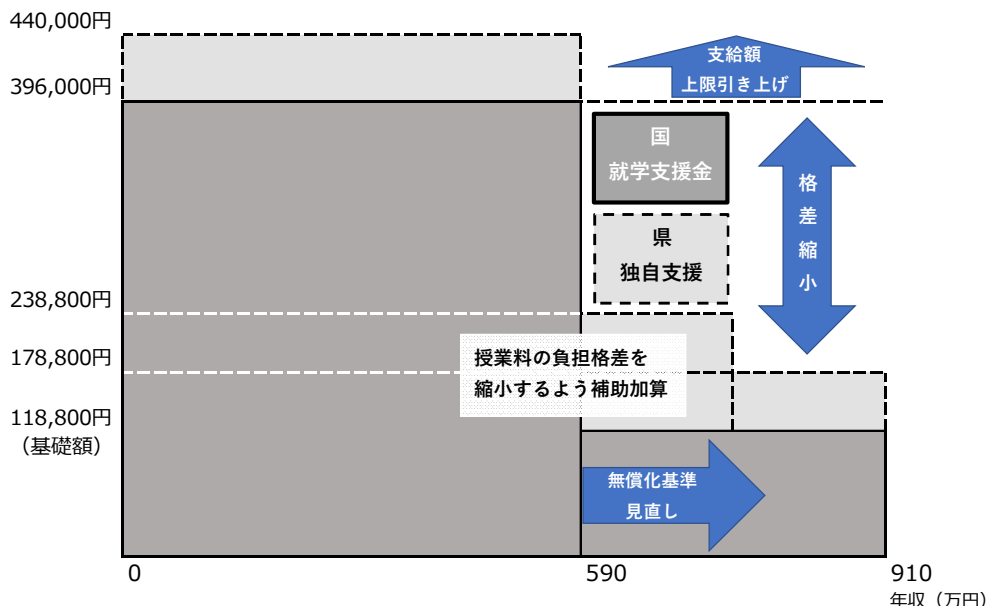 440,000円
支給額
上限引き上げ
396,000円
国
就学支援金
格差縮小
県
独自支援
238,800円
授業料の負担格差を
縮小するよう補助加算
178,800円
118,800円
（基礎額）
無償化基準
見直し
0
590
910
年収（万円）